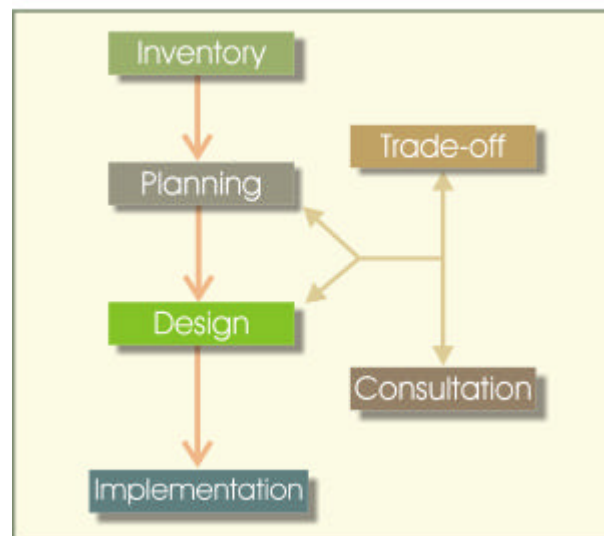 Inventory
Trade-off
Planning
Design
Consultation
Implementation